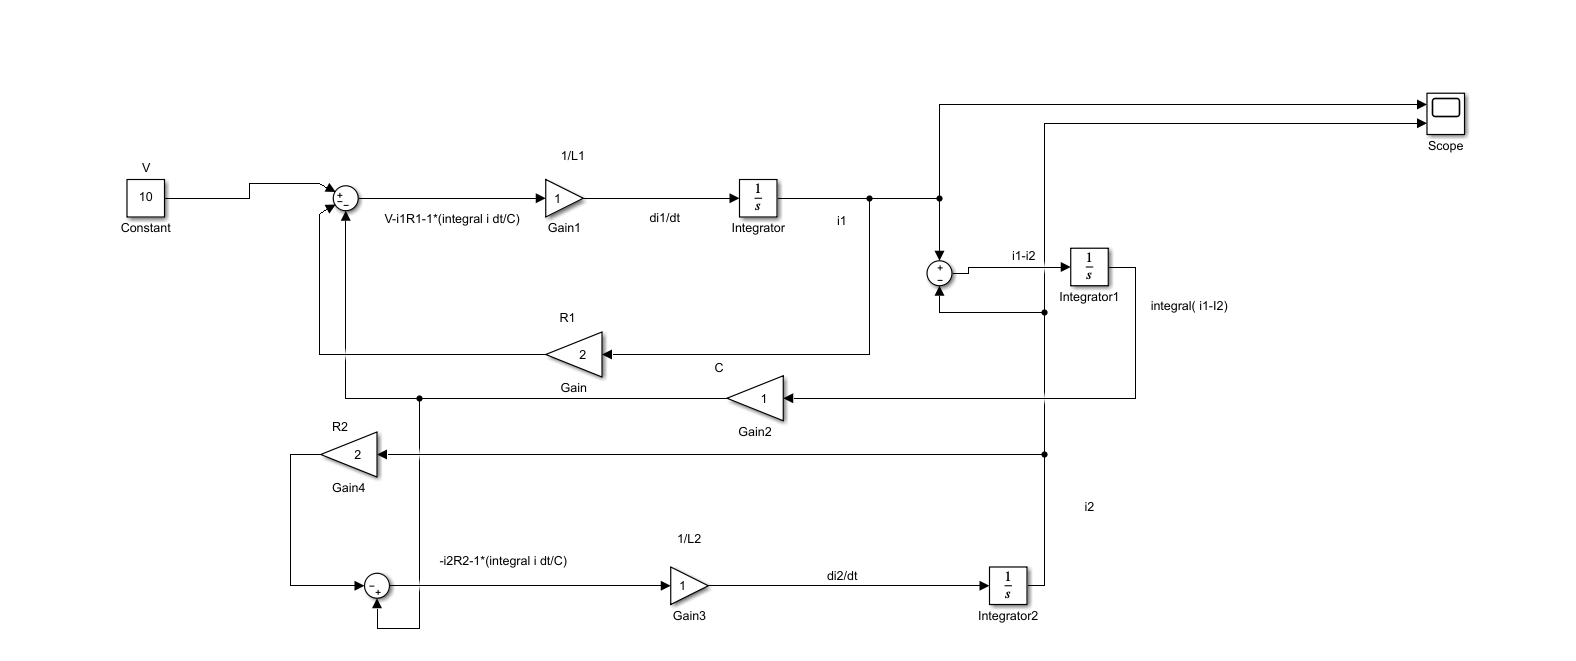 Scope
1/L1
V
10
Constant
+
−
−
V-i1R1-1*(integral i dt/C)
1
Gain1
di1/dt
1
s
Integrator
i1
+
−
i1-i2
1
s
Integrator1
integral( i1-I2)
R1
2
Gain
C
1
Gain2
R2
2
Gain4
i2
1/L2
-i2R2-1*(integral i dt/C)
−
+
1
Gain3
di2/dt
1
s
Integrator2